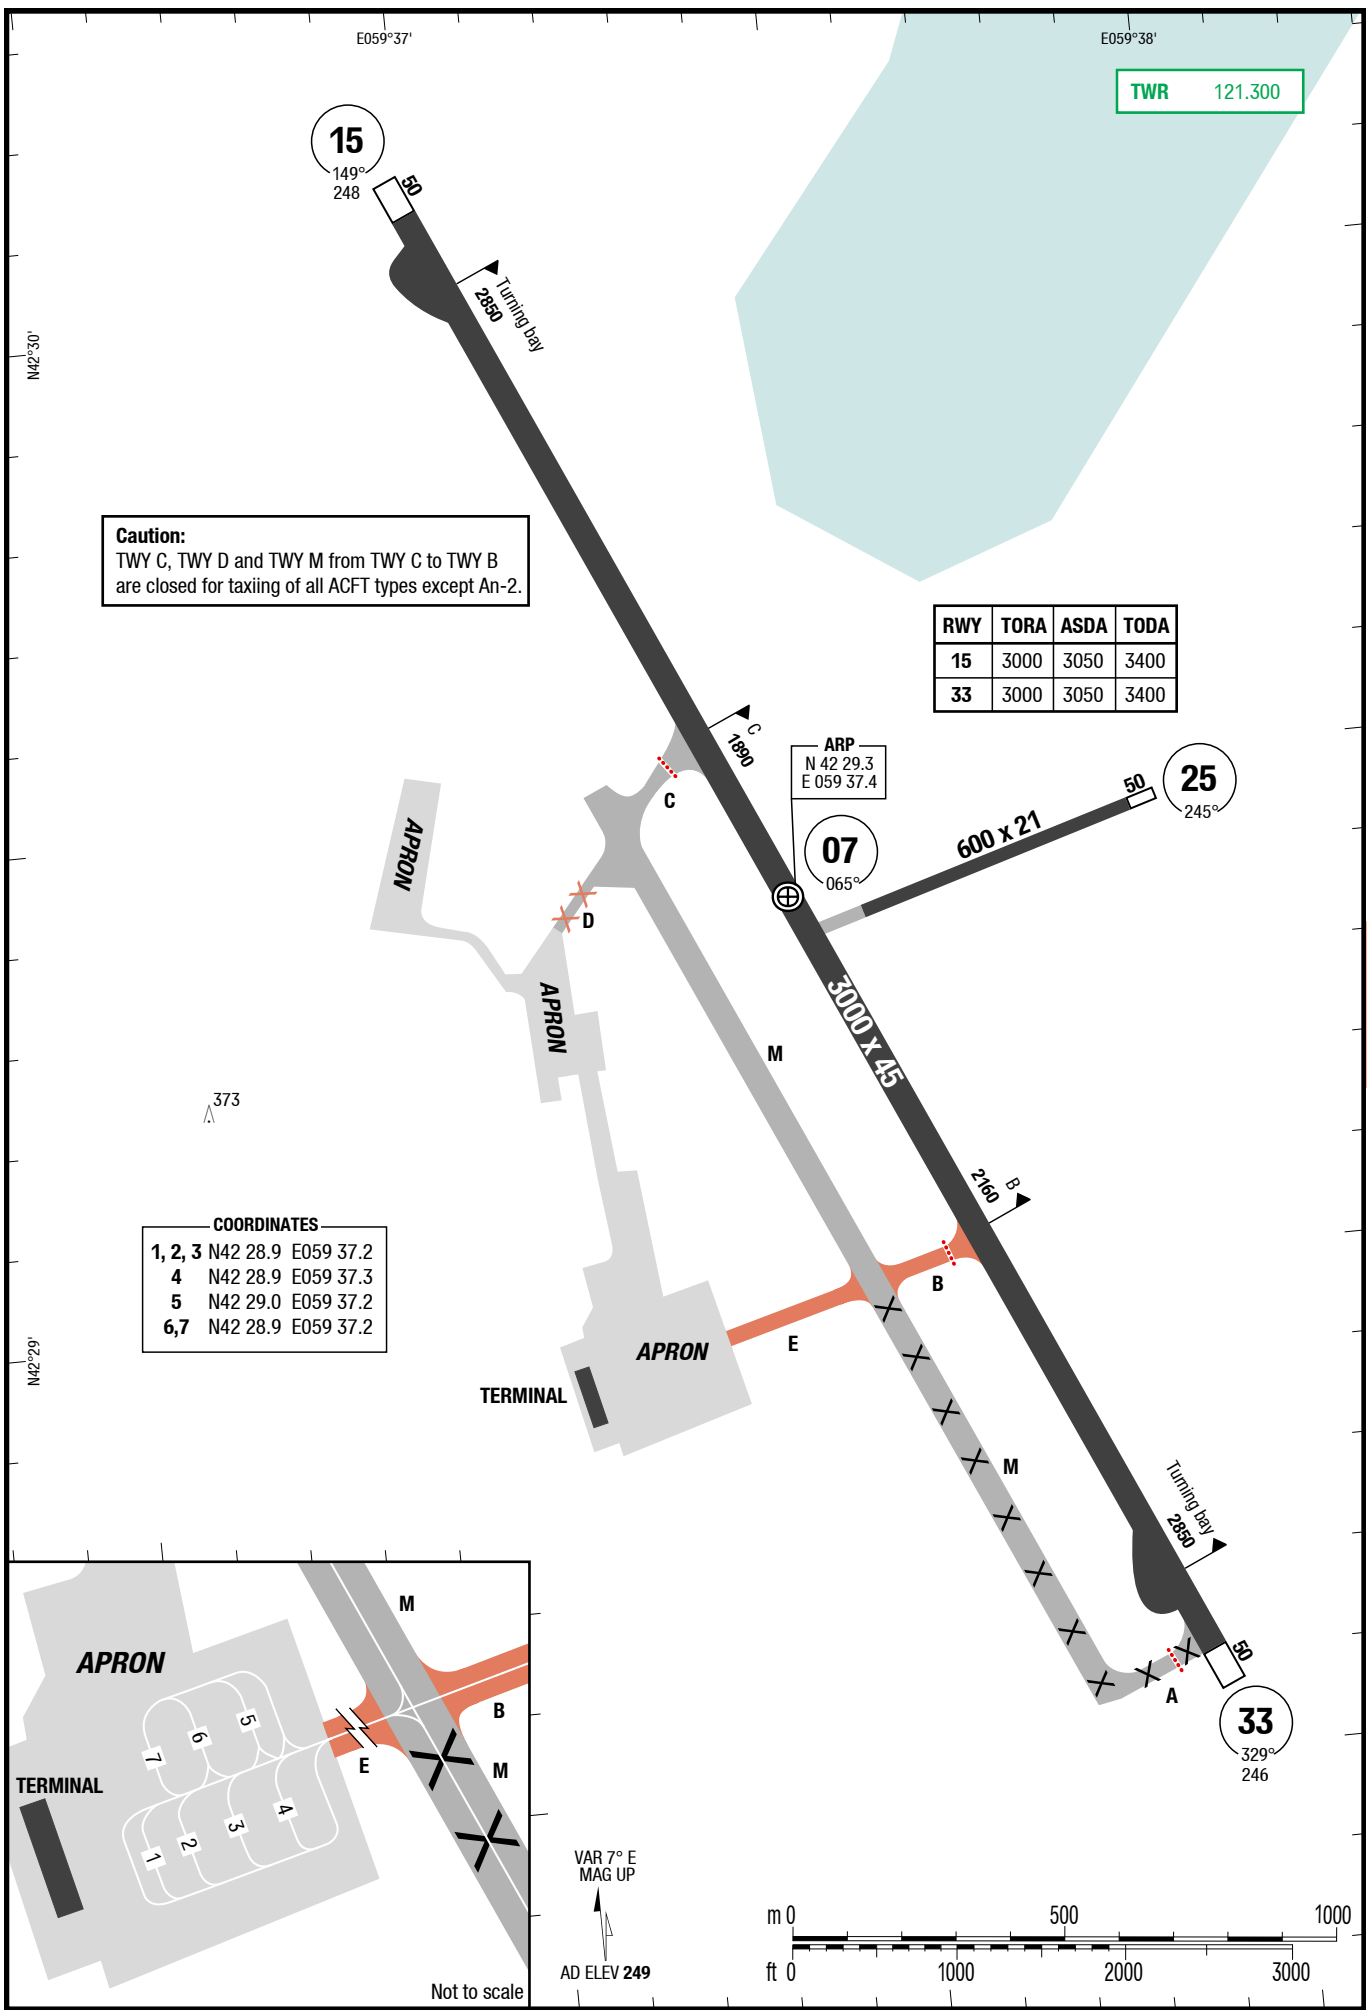 E059°37'
E059°38'
TWR 121.300
15
149°
248
50
Turning bay
2850
N42°30'
Caution:
TWY C, TWY D and TWY M from TWY C to TWY B
are closed for taxiing of all ACFT types except An-2.
RWY TORA ASDA TODA
15 3000 3050 3400
33 3000 3050 3400
C
1890
ARP
N 42 29.3
E 059 37.4
25
245°
50
600 x 21
07
065°
C
APRON
D
APRON
3000 x 45
M
373
B
2160
COORDINATES
1, 2, 3 N42 28.9 E059 37.2
4 N42 28.9 E059 37.3
5 N42 29.0 E059 37.2
6,7 N42 28.9 E059 37.2
B
E
APRON
N42°29'
TERMINAL
M
Turning bay
2850
50
A
33
329°
246
M
APRON
B
5
6
7
E
M
TERMINAL
4
3
2
1
Not to scale
VAR 7° E
MAG UP
AD ELEV 249
m 0 500 1000
ft 0 1000 2000 3000